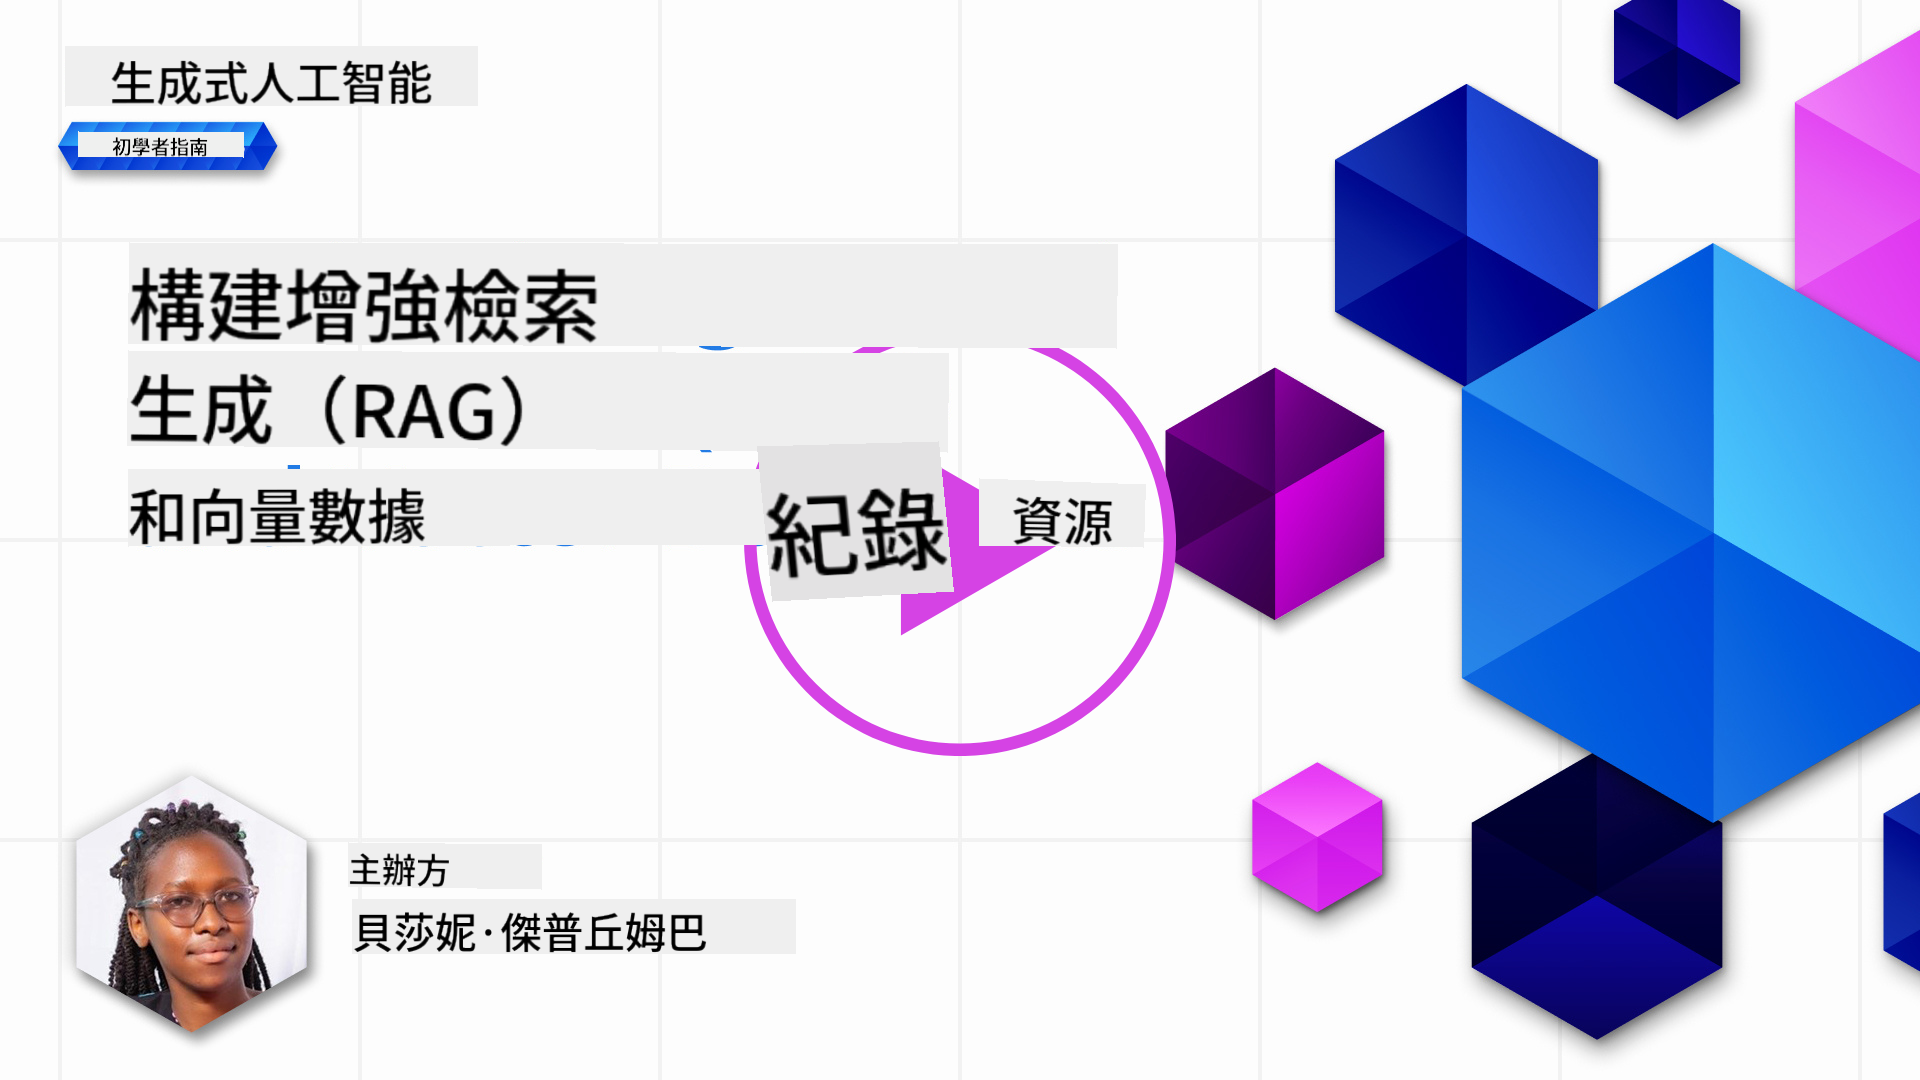 生成式人工智能
初學者指南
構建增強檢索
生成（RAG）
和向量數據 紀錄 資源
主辦方
貝莎妮·傑普丘姆巴